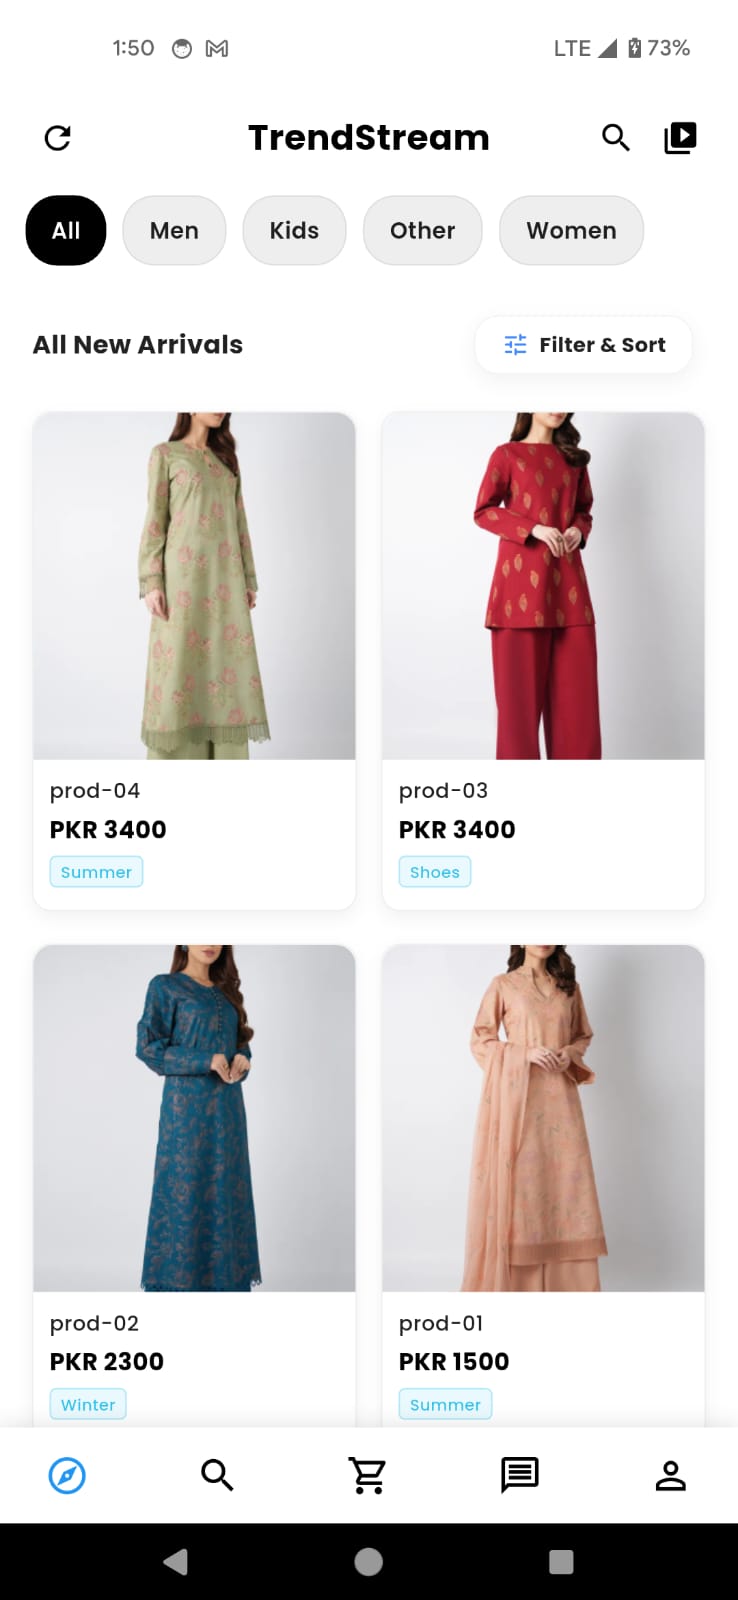 1:50 LTE 73%
TrendStream
All Men Kids Other Women
All New Arrivals Filter & Sort
prod-04 prod-03
PKR 3400 PKR 3400
Summer Shoes
prod-02 prod-01
PKR 2300 PKR 1500
Winter Summer